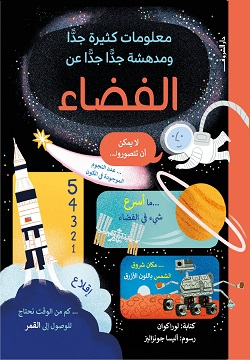 معلومات كثيرة جدًّا
ومدهشة جدًّا جدًّا عن
الفضاء
لا يمكن
أن تتصورو...
... عدد النجوم
الموجودة في الكون
5
4
3
2
1
إقلاع
...ما أسرع
شيء في الفضاء
... مكان شروق
الشمس باللون الأزرق
... كم من الوقت نحتاج
للوصول إلى القمر
كتابة: لورا كوان
رسوم: أليسا جونزاليز